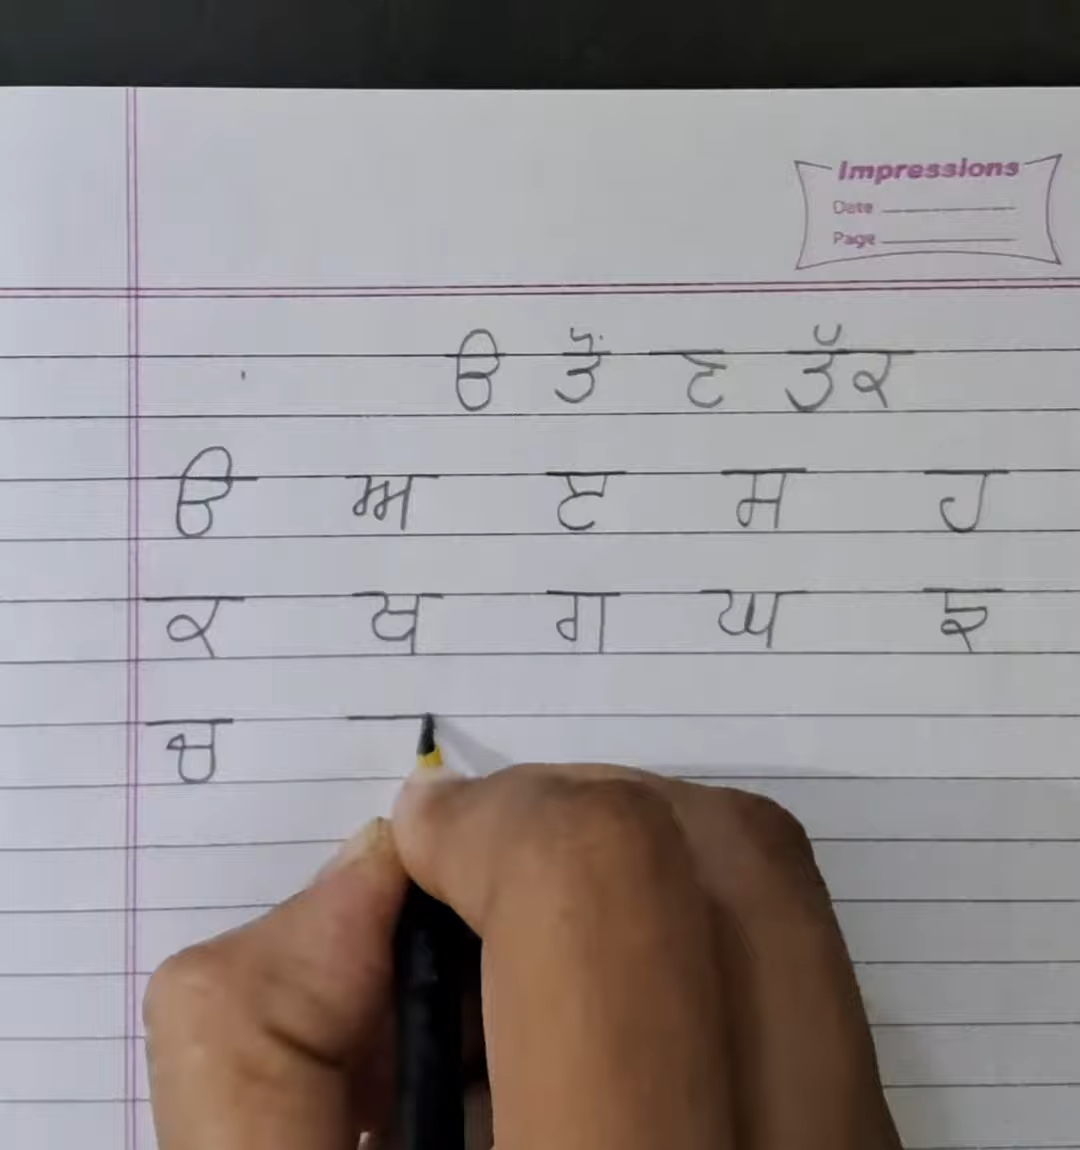 Impressions
Date
Page
ੳ ਤੋਂ ਣ ਤੱਕ
ੳ ਅ ੲ ਸ ਹ
ਕ ਖ ਗ ਘ ਙ
ਚ